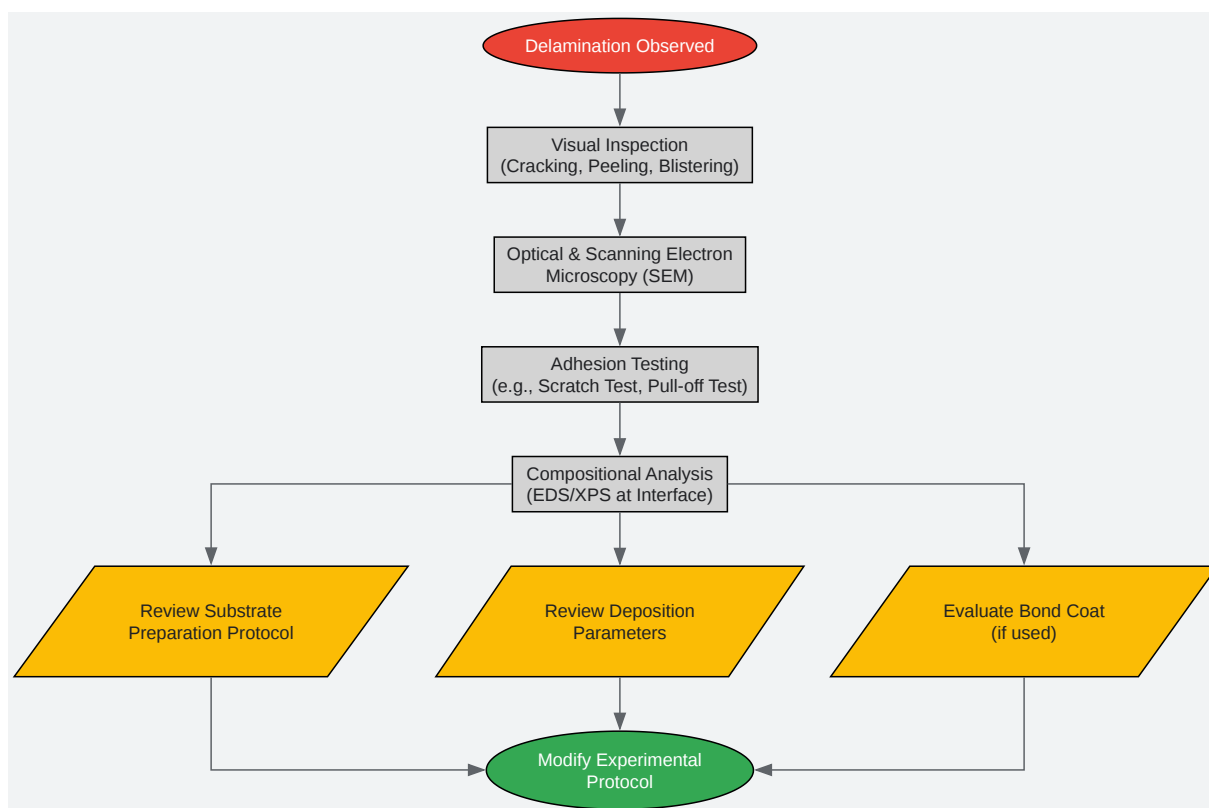 Delamination Observed
Visual Inspection
(Cracking, Peeling, Blistering)
Optical & Scanning Electron
Microscopy (SEM)
Adhesion Testing
(e.g., Scratch Test, Pull-off Test)
Compositional Analysis
(EDS/XPS at Interface)
Review Substrate
Preparation Protocol
Review Deposition
Parameters
Evaluate Bond Coat
(if used)
Modify Experimental
Protocol